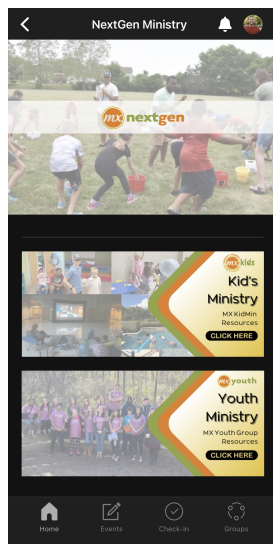 NextGen Ministry
mx nextgen
mx kids
Kid's
Ministry
MX KidMin
Resources
CLICK HERE
mx youth
Youth
Ministry
MX Youth Group
Resources
CLICK HERE
Home
Events
Check-in
Groups